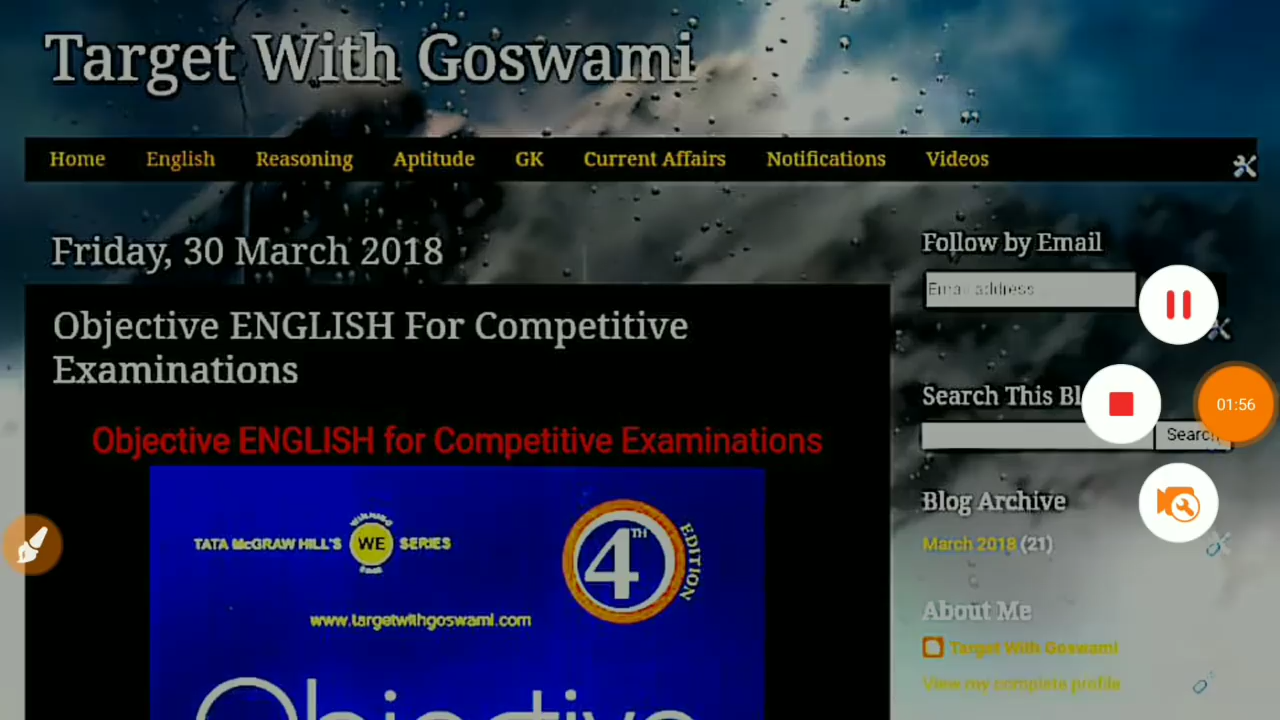 Target With Goswami
Home English Reasoning Aptitude GK Current Affairs Notifications Videos
Friday, 30 March 2018
Objective ENGLISH For Competitive
Examinations
Objective ENGLISH for Competitive Examinations
TATA McGRAW HILL'S WE SERIES
4TH EDITION
www.targetwithgoswami.com
Objective
Follow by Email
Email address...
Search This Bl
Search
01:56
Blog Archive
March 2018 (21)
About Me
Target With Goswami
View my complete profile